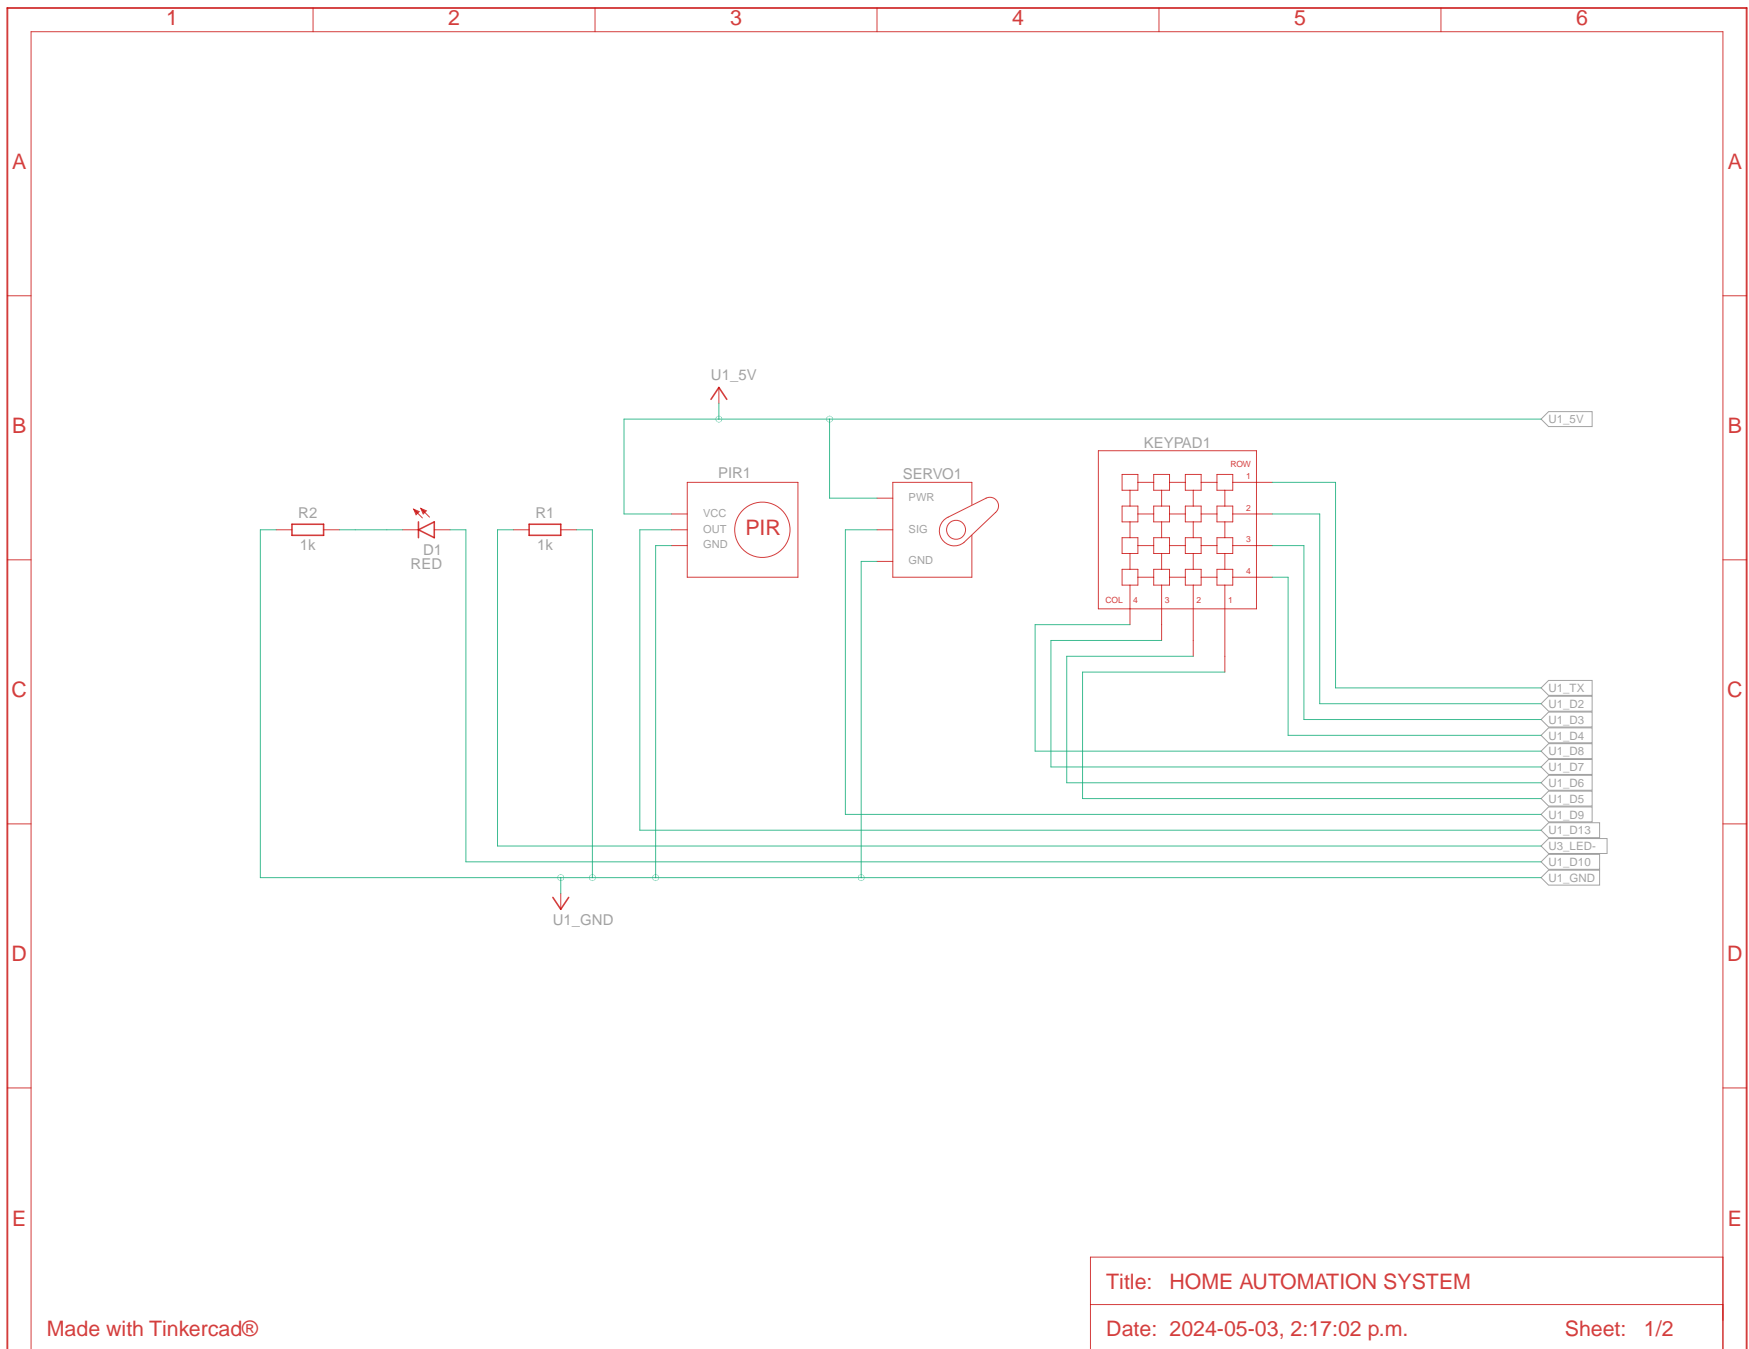 1 2 3 4 5 6
A A
U1_5V
B U1_5V B
KEYPAD1
ROW
PIR1 SERVO1 1
PWR
R2 R1 VCC 2
OUT PIR SIG
1k D1 1k GND 3
RED GND
4
COL 4 3 2 1
C U1_TX C
U1_D2
U1_D3
U1_D4
U1_D8
U1_D7
U1_D6
U1_D5
U1_D9
U1_D13
U3_LED-
U1_D10
U1_GND
U1_GND
D D
E E
Title: HOME AUTOMATION SYSTEM
Made with Tinkercad® Date: 2024-05-03, 2:17:02 p.m. Sheet: 1/2